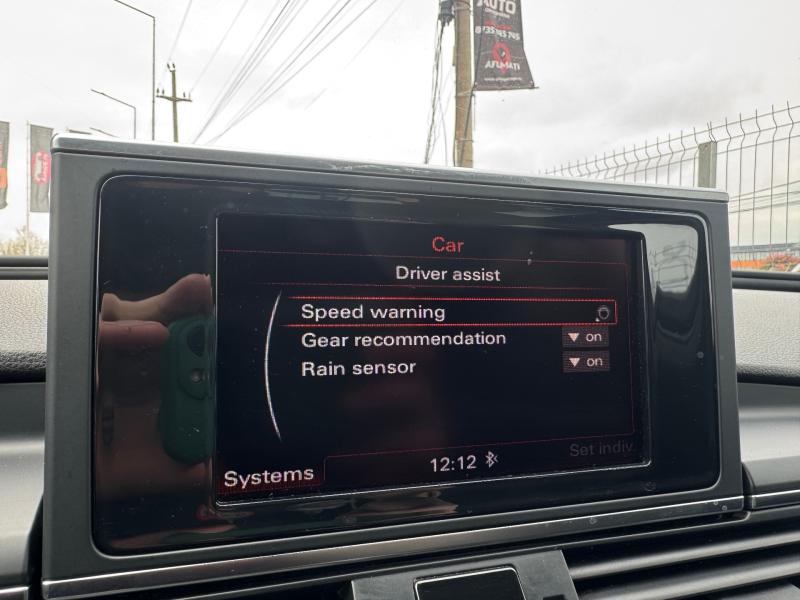 AUTO
AFUMATI
Car
Driver assist
Speed warning
Gear recommendation
on
Rain sensor
on
Set indiv.
12:12
Systems